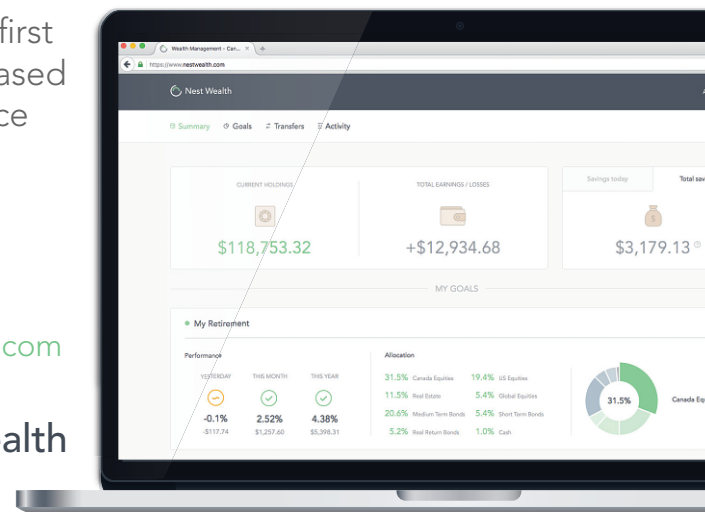 first
ased
ce
.com
ealth
Wealth Management - Can...
https://www.nestwealth.com
Nest Wealth
Summary Goals Transfers Activity
CURRENT HOLDINGS
$118,753.32
TOTAL EARNINGS / LOSSES
+$12,934.68
Savings today Total sav
$3,179.13
MY GOALS
My Retirement
Performance
YESTERDAY THIS MONTH THIS YEAR
-0.1% 2.52% 4.38%
-$117.74 $1,257.60 $5,398.31
Allocation
31.5% Canada Equities 19.4% US Equities
11.5% Real Estate 5.4% Global Equities
20.6% Medium Term Bonds 5.4% Short Term Bonds
5.2% Real Return Bonds 1.0% Cash
31.5%
Canada Equ